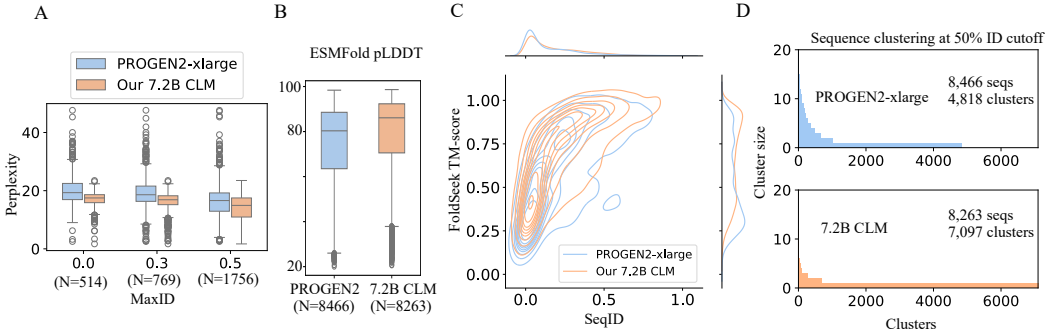 A
PROGEN2-xlarge
Our 7.2B CLM
Perplexity
40
20
0
0.0
0.3
0.5
(N=514)
(N=769)
(N=1756)
MaxID
B
ESMFold pLDDT
100
80
20
PROGEN2
7.2B CLM
(N=8466)
(N=8263)
C
FoldSeek TM-score
1.00
0.75
0.50
0.25
0.00
PROGEN2-xlarge
Our 7.2B CLM
0.0
0.5
1.0
SeqID
D
Sequence clustering at 50% ID cutoff
Cluster size
20
10
0
PROGEN2-xlarge
8,466 seqs
4,818 clusters
0
2000
4000
6000
20
10
0
7.2B CLM
8,263 seqs
7,097 clusters
0
2000
4000
6000
Clusters